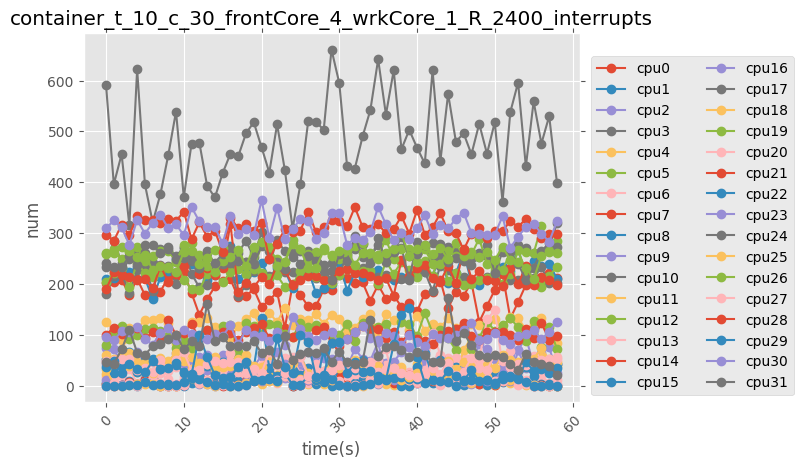 container_t_10_c_30_frontCore_4_wrkCore_1_R_2400_interrupts
num
600
500
400
300
200
100
0
0
10
20
30
40
50
60
time(s)
cpu0
cpu1
cpu2
cpu3
cpu4
cpu5
cpu6
cpu7
cpu8
cpu9
cpu10
cpu11
cpu12
cpu13
cpu14
cpu15
cpu16
cpu17
cpu18
cpu19
cpu20
cpu21
cpu22
cpu23
cpu24
cpu25
cpu26
cpu27
cpu28
cpu29
cpu30
cpu31